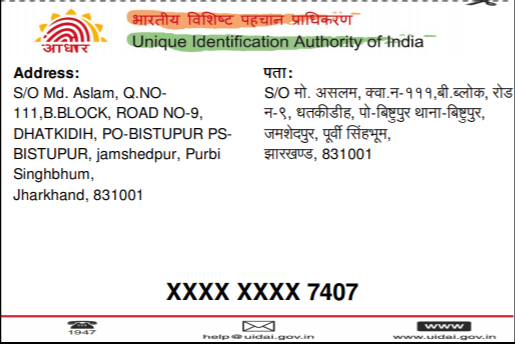 भारतीय विशिष्ट पहचान प्राधिकरण
Unique Identification Authority of India
आधार
Address:
S/O Md. Aslam, Q.NO-
111,B.BLOCK, ROAD NO-9,
DHATKIDIH, PO-BISTUPUR PS-
BISTUPUR, jamshedpur, Purbi
Singhbhum,
Jharkhand, 831001
पता:
S/O मो. असलम, क्वा.न-१११,बी.ब्लोक, रोड
न-९, धतकीडीह, पो-बिष्टुपुर थाना-बिष्टुपुर,
जमशेदपुर, पूर्वी सिंहभूम,
झारखण्ड, 831001
XXXX XXXX 7407
1947
help@uidai.gov.in
www
www.uidai.gov.in